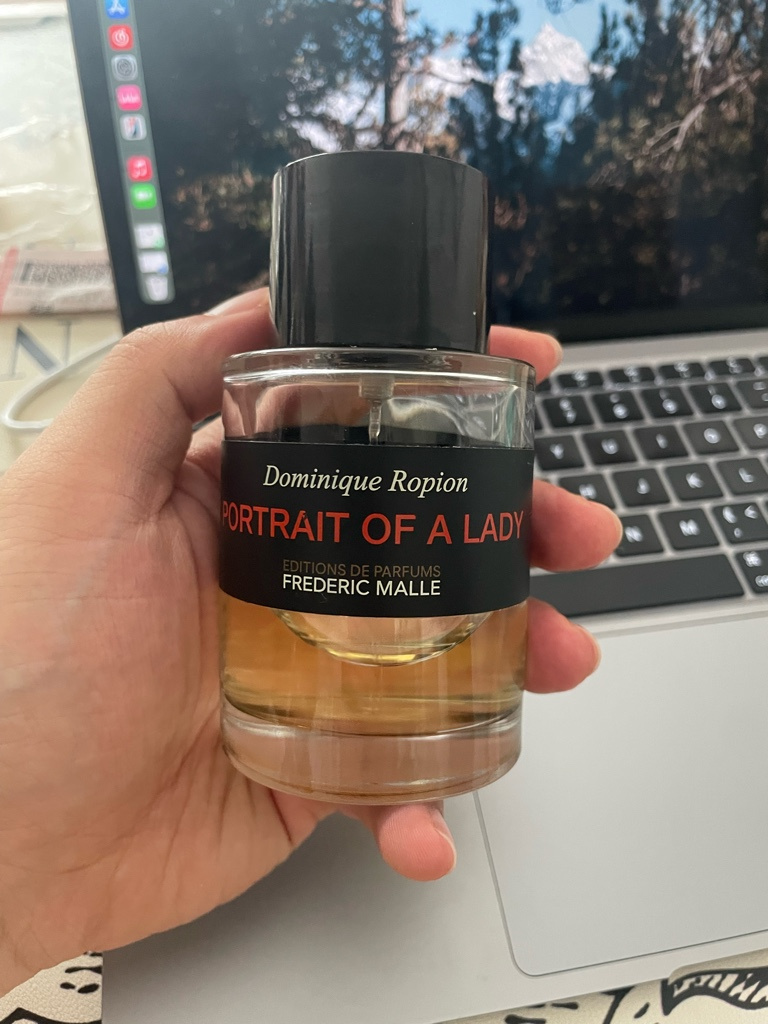 Dominique Ropion
PORTRAIT OF A LADY
EDITIONS DE PARFUMS
FREDERIC MALLE
N
Y U I O P
H J K L
N M